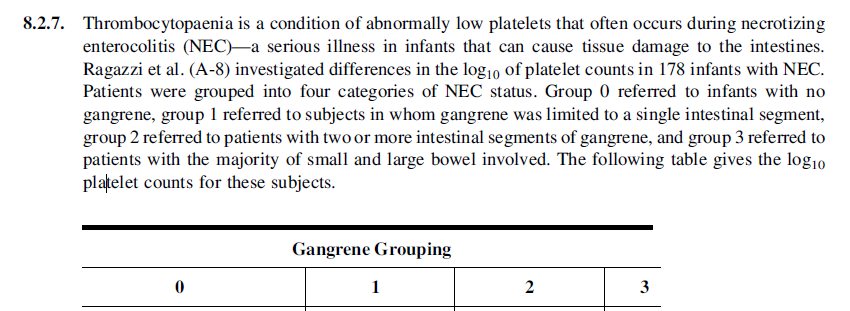 8.2.7. Thrombocytopaenia is a condition of abnormally low platelets that often occurs during necrotizing
enterocolitis (NEC)—a serious illness in infants that can cause tissue damage to the intestines.
Ragazzi et al. (A-8) investigated differences in the log10 of platelet counts in 178 infants with NEC.
Patients were grouped into four categories of NEC status. Group 0 referred to infants with no
gangrene, group 1 referred to subjects in whom gangrene was limited to a single intestinal segment,
group 2 referred to patients with two or more intestinal segments of gangrene, and group 3 referred to
patients with the majority of small and large bowel involved. The following table gives the log10
platelet counts for these subjects.
Gangrene Grouping
0 1 2 3